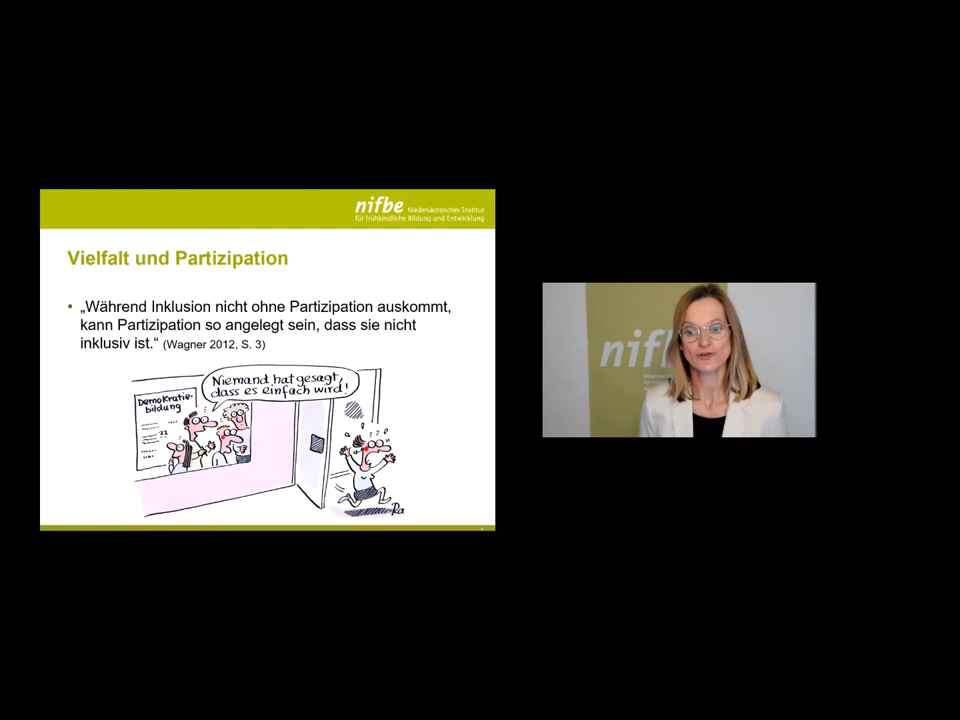 nifbe Niedersächsisches Institut
für frühkindliche Bildung und Entwicklung
Vielfalt und Partizipation
• „Während Inklusion nicht ohne Partizipation auskommt,
kann Partizipation so angelegt sein, dass sie nicht
inklusiv ist.“ (Wagner 2012, S. 3)
Niemand hat gesagt,
dass es einfach wird!
Demokratie-
bildung
Ra
nifb